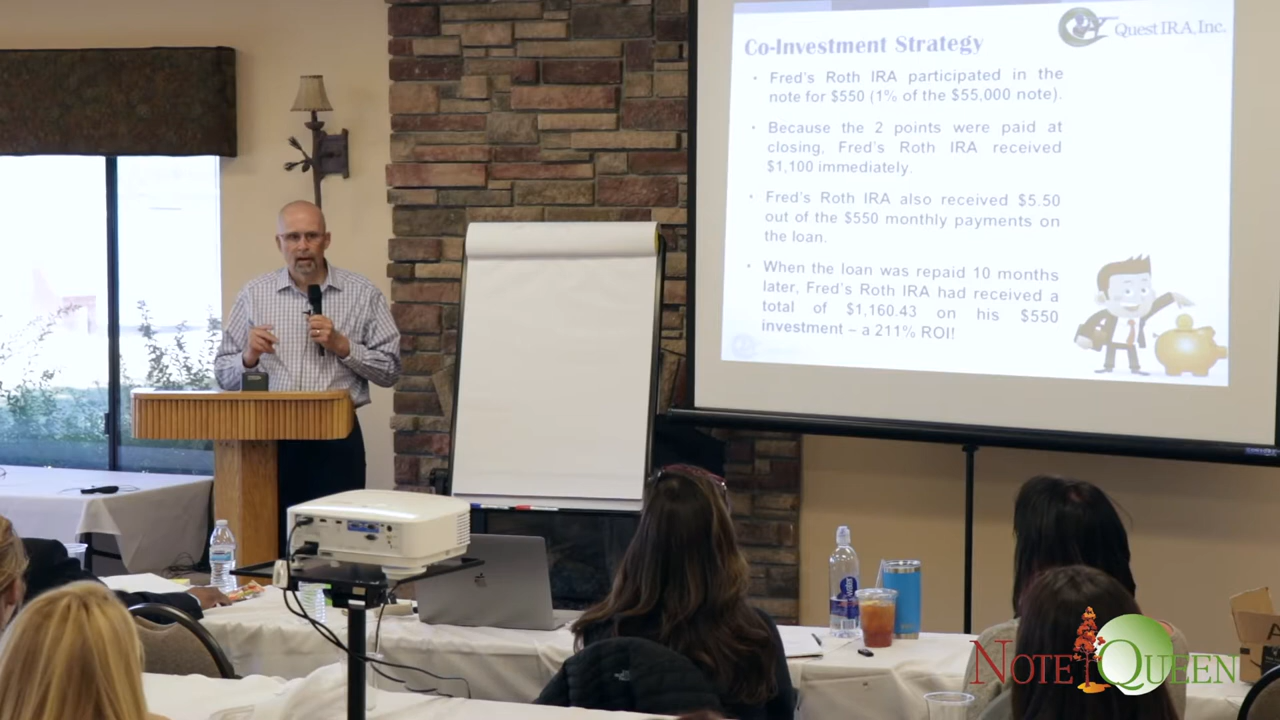 Quest IRA, Inc.
Co-Investment Strategy
• Fred's Roth IRA participated in the
note for $550 (1% of the $55,000 note).
• Because the 2 points were paid at
closing, Fred's Roth IRA received
$1,100 immediately.
• Fred's Roth IRA also received $5.50
out of the $550 monthly payments on
the loan.
• When the loan was repaid 10 months
later, Fred's Roth IRA had received a
total of $1,160.43 on his $550
investment – a 211% ROI!
NOTE QUEEN